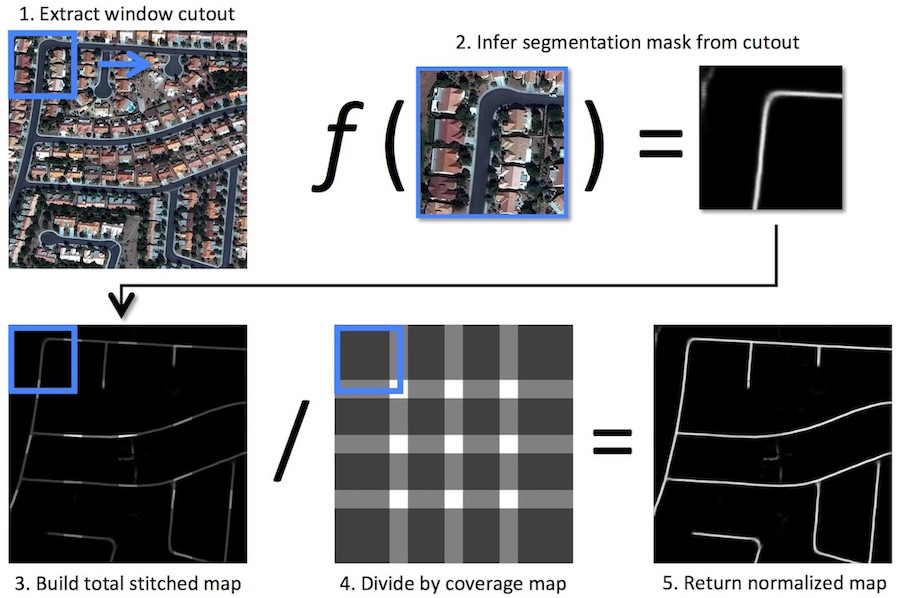 1. Extract window cutout
2. Infer segmentation mask from cutout
f ( ) =
/ =
3. Build total stitched map
4. Divide by coverage map
5. Return normalized map